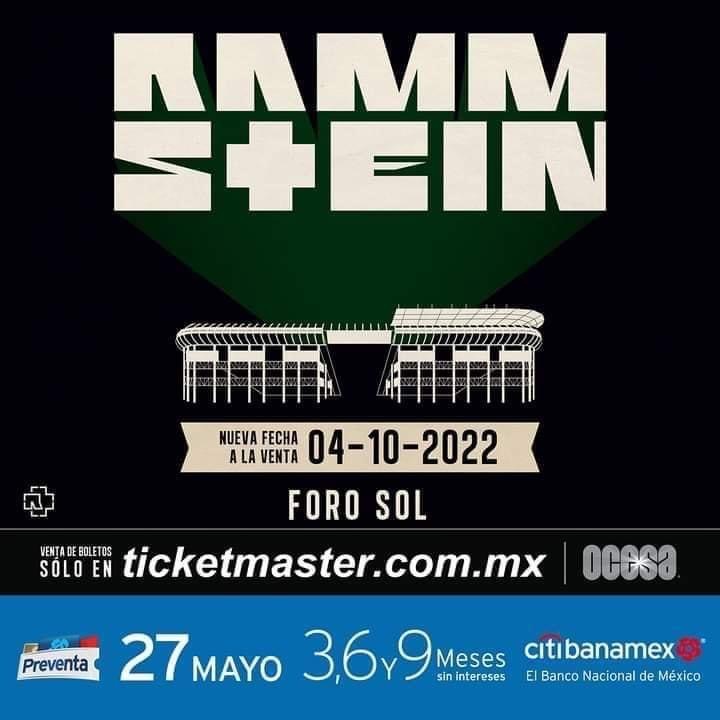 RAMM
STEIN
NUEVA FECHA
A LA VENTA
04-10-2022
FORO SOL
VENTA DE BOLETOS
SÓLO EN
ticketmaster.com.mx
ocesa
Preventa
27 MAYO
3,6 Y 9 Meses
sin intereses
citibanamex
El Banco Nacional de México